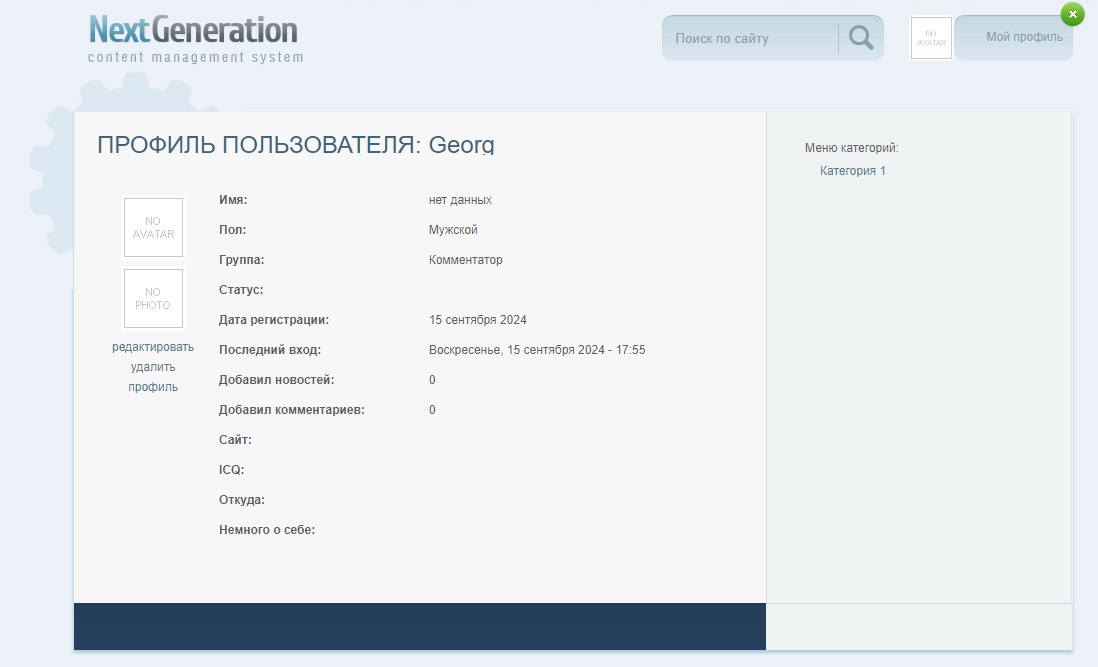 NextGeneration
content management system
Поиск по сайту
NO
AVATAR
Мой профиль
ПРОФИЛЬ ПОЛЬЗОВАТЕЛЯ: Georg
Меню категорий:
Категория 1
NO
AVATAR
NO
PHOTO
редактировать
удалить
профиль
Имя: нет данных
Пол: Мужской
Группа: Комментатор
Статус:
Дата регистрации: 15 сентября 2024
Последний вход: Воскресенье, 15 сентября 2024 - 17:55
Добавил новостей: 0
Добавил комментариев: 0
Сайт:
ICQ:
Откуда:
Немного о себе: